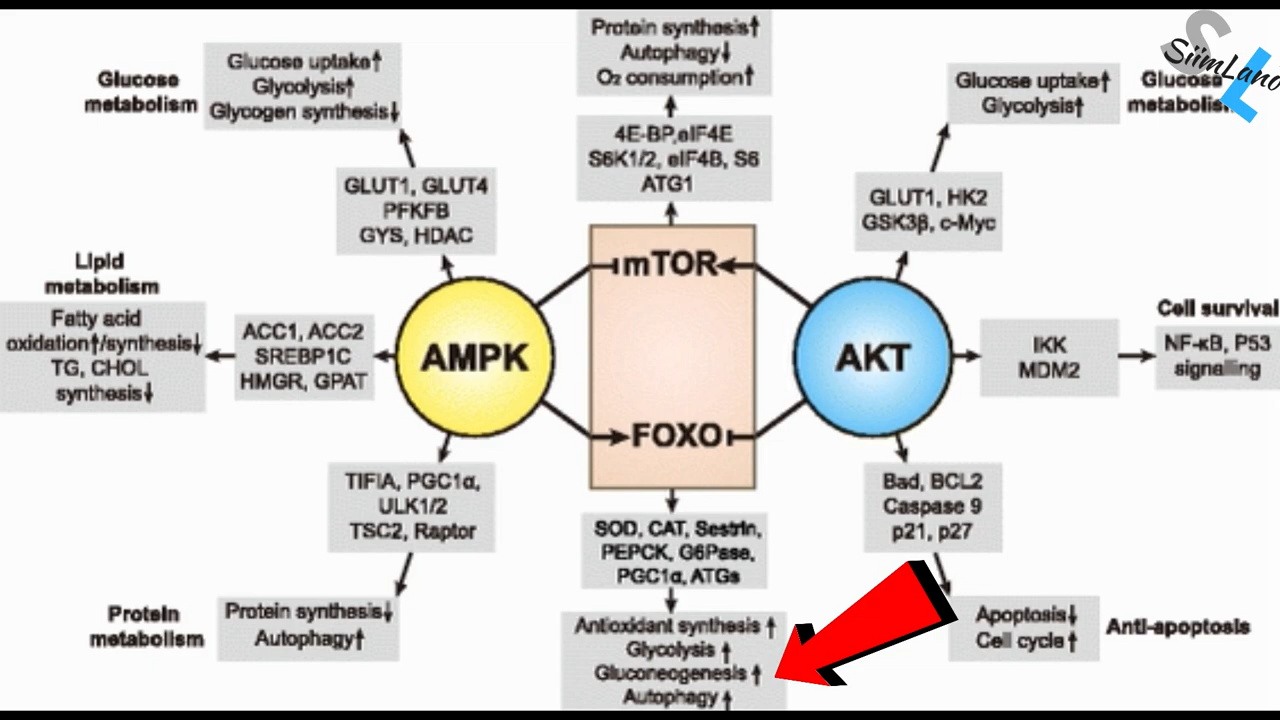 SL
SiimLand
Protein synthesis↑
Autophagy↓
O₂ consumption↑
4E-BP,eIF4E
S6K1/2, eIF4B, S6
ATG1
Glucose
metabolism
Glucose uptake↑
Glycolysis↑
Glycogen synthesis↓
GLUT1, GLUT4
PFKFB
GYS, HDAC
Glucose uptake↑
Glycolysis↑
Glucose
metabolism
GLUT1, HK2
GSK3β, c-Myc
mTOR
FOXO
AMPK
AKT
Lipid
metabolism
Fatty acid
oxidation↑/synthesis↓
TG, CHOL
synthesis↓
ACC1, ACC2
SREBP1C
HMGR, GPAT
IKK
MDM2
Cell survival
NF-κB, P53
signalling
TIFIA, PGC1α,
ULK1/2
TSC2, Raptor
Protein
metabolism
Protein synthesis↓
Autophagy↑
SOD, CAT, Sestrin,
PEPCK, G6Pase,
PGC1α, ATGs
Antioxidant synthesis ↑
Glycolysis ↑
Gluconeogenesis ↑
Autophagy ↑
Bad, BCL2
Caspase 9
p21, p27
Apoptosis↓
Cell cycle↑
Anti-apoptosis